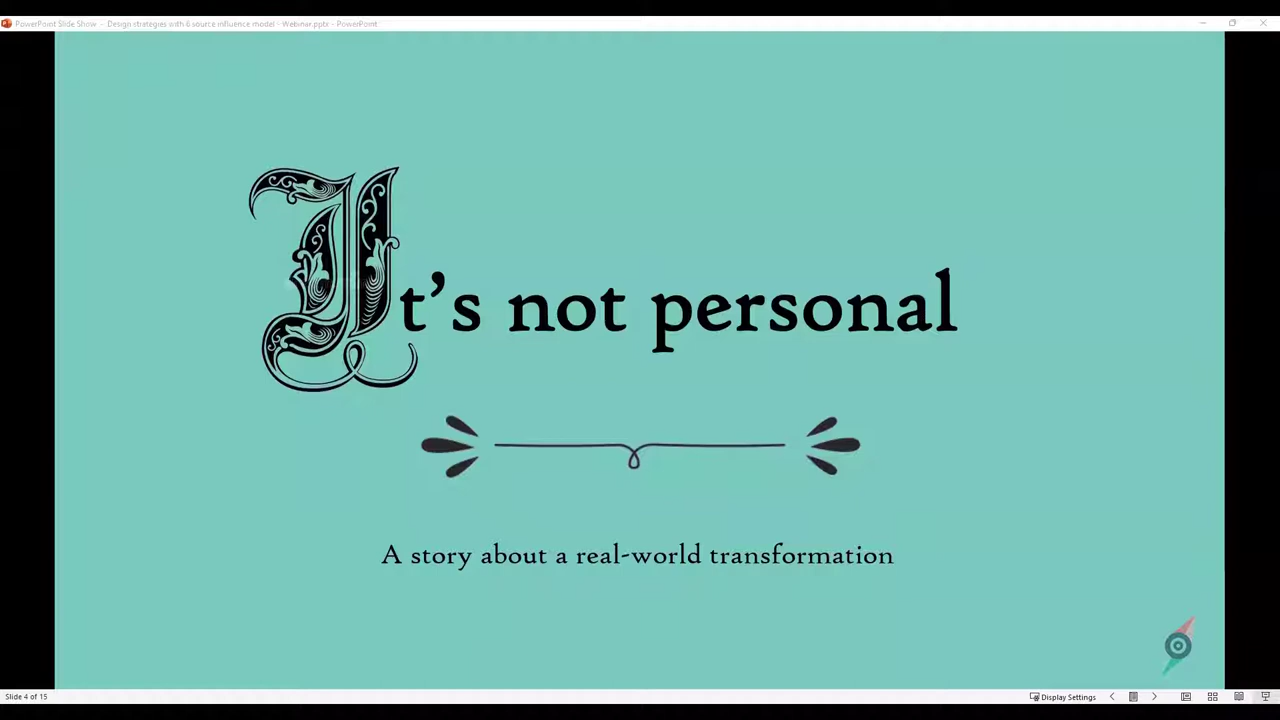 PowerPoint Slide Show - Design strategies with 6 source influence model - Webinar.pptx - PowerPoint
It's not personal
A story about a real-world transformation
Slide 4 of 15
Display Settings